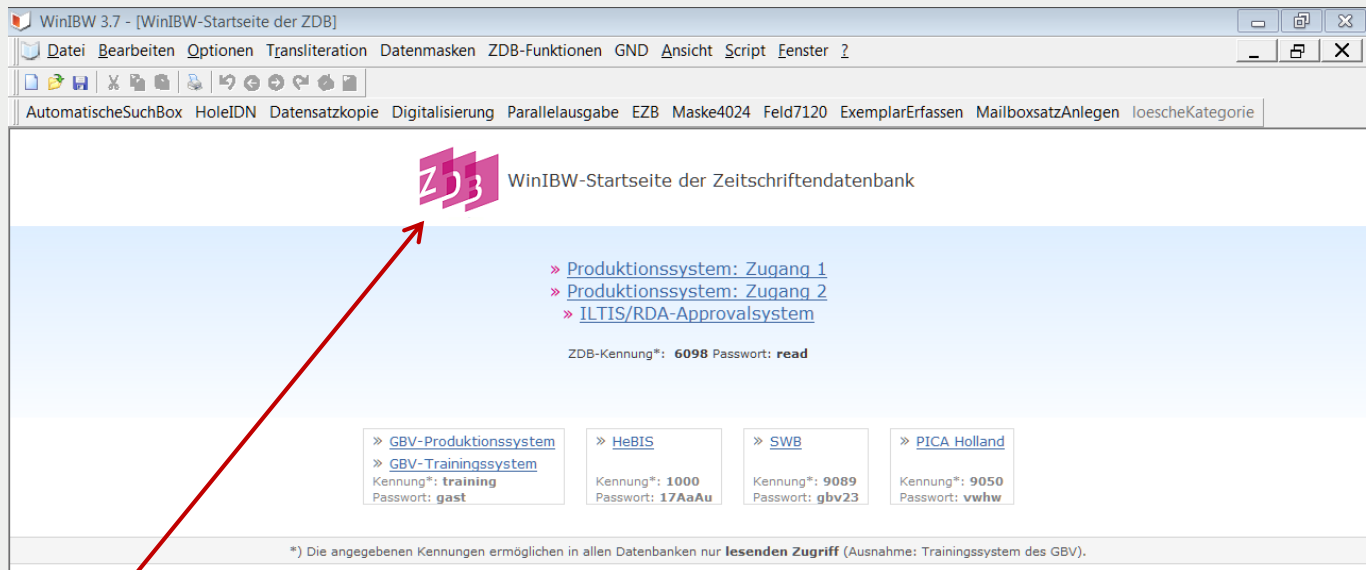 WinIBW 3.7 - [WinIBW-Startseite der ZDB]
Datei Bearbeiten Optionen Transliteration Datenmasken ZDB-Funktionen GND Ansicht Script Fenster ?
AutomatischeSuchBox HoleIDN Datensatzkopie Digitalisierung Parallelausgabe EZB Maske4024 Feld7120 ExemplarErfassen MailboxsatzAnlegen loescheKategorie
ZDB WinIBW-Startseite der Zeitschriftendatenbank
» Produktionssystem: Zugang 1
» Produktionssystem: Zugang 2
» ILTIS/RDA-Approvalsystem
ZDB-Kennung*: 6098 Passwort: read
» GBV-Produktionssystem
» GBV-Trainingssystem
Kennung*: training
Passwort: gast
» HeBIS
Kennung*: 1000
Passwort: 17AaAu
» SWB
Kennung*: 9089
Passwort: gbv23
» PICA Holland
Kennung*: 9050
Passwort: vwhw
*) Die angegebenen Kennungen ermöglichen in allen Datenbanken nur lesenden Zugriff (Ausnahme: Trainingssystem des GBV).